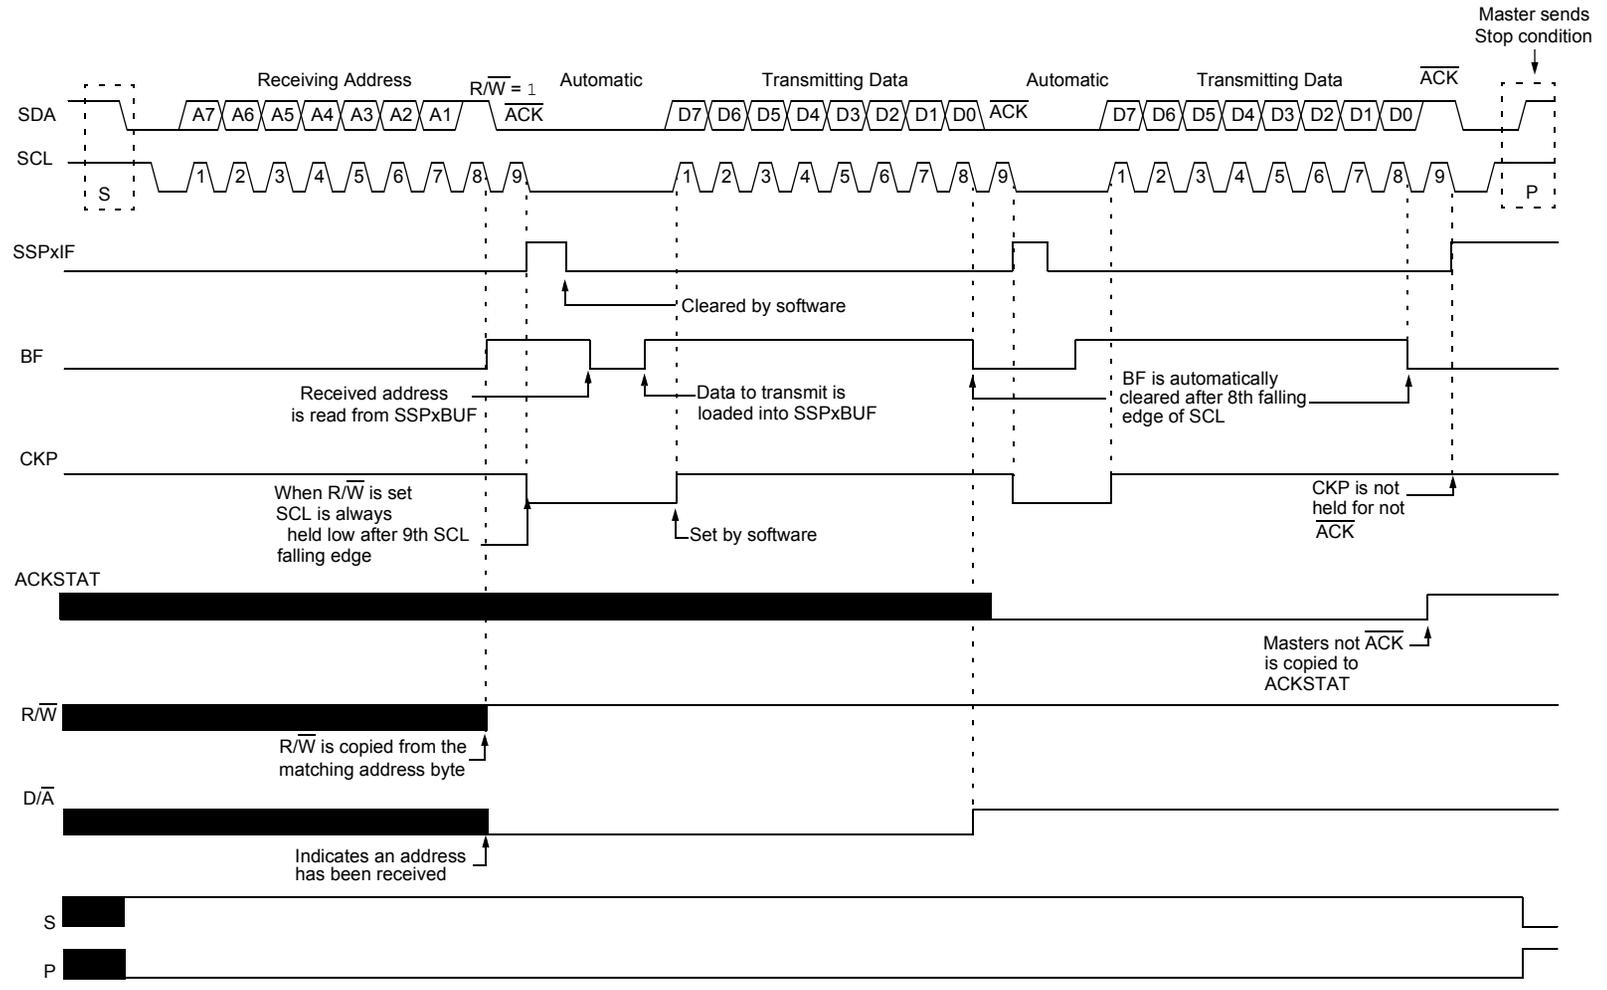 Master sends
Stop condition
Receiving Address
R/W = 1
Automatic
Transmitting Data
Automatic
Transmitting Data
ACK
SDA
A7 A6 A5 A4 A3 A2 A1
ACK
D7 D6 D5 D4 D3 D2 D1 D0
ACK
D7 D6 D5 D4 D3 D2 D1 D0
SCL
S
1 2 3 4 5 6 7 8 9
1 2 3 4 5 6 7 8 9
1 2 3 4 5 6 7 8 9
P
SSPxIF
Cleared by software
BF
Received address
is read from SSPxBUF
Data to transmit is
loaded into SSPxBUF
BF is automatically
cleared after 8th falling
edge of SCL
CKP
When R/W is set
SCL is always
held low after 9th SCL
falling edge
Set by software
CKP is not
held for not
ACK
ACKSTAT
Masters not ACK
is copied to
ACKSTAT
R/W
R/W is copied from the
matching address byte
D/A
Indicates an address
has been received
S
P